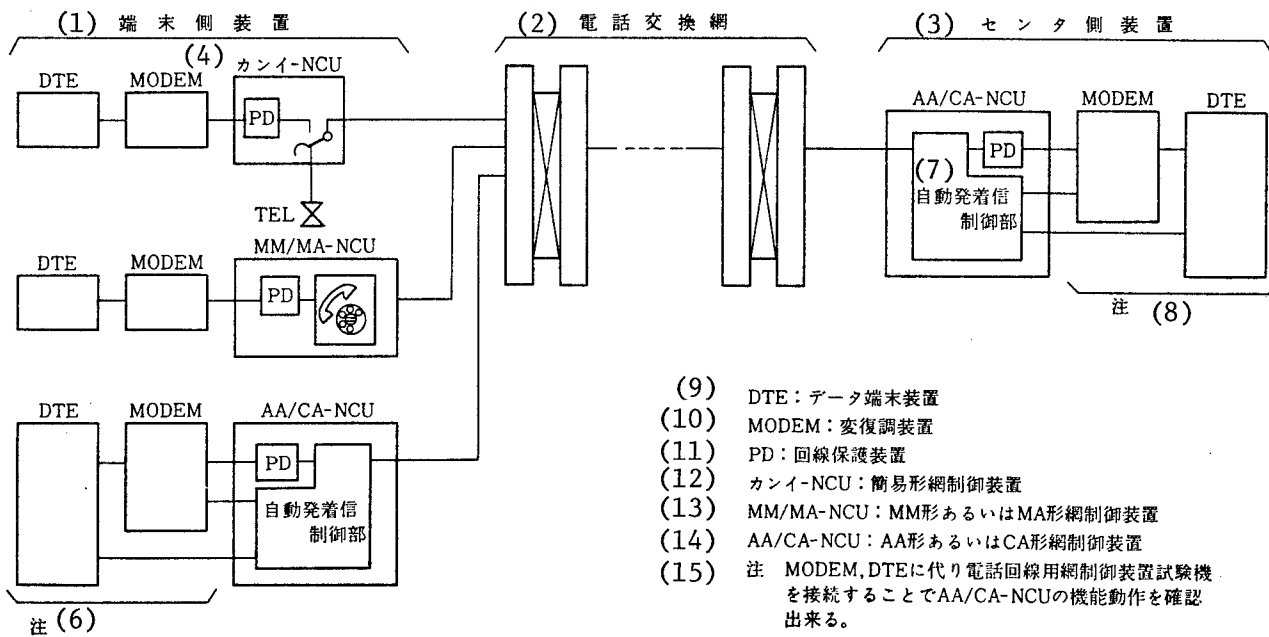 (1) 端末側装置
(2) 電話交換網
(3) センタ側装置
(4)
DTE
MODEM
カンイ-NCU
PD
TEL
DTE
MODEM
MM/MA-NCU
PD
DTE
MODEM
AA/CA-NCU
PD
自動発着信
制御部
注 (6)
AA/CA-NCU
MODEM
DTE
PD
(7)
自動発着信
制御部
注 (8)
(9) DTE:データ端末装置
(10) MODEM:変復調装置
(11) PD:回線保護装置
(12) カンイ-NCU:簡易形網制御装置
(13) MM/MA-NCU:MM形あるいはMA形網制御装置
(14) AA/CA-NCU:AA形あるいはCA形網制御装置
(15) 注 MODEM,DTEに代り電話回線用網制御装置試験機
を接続することでAA/CA-NCUの機能動作を確認
出来る。